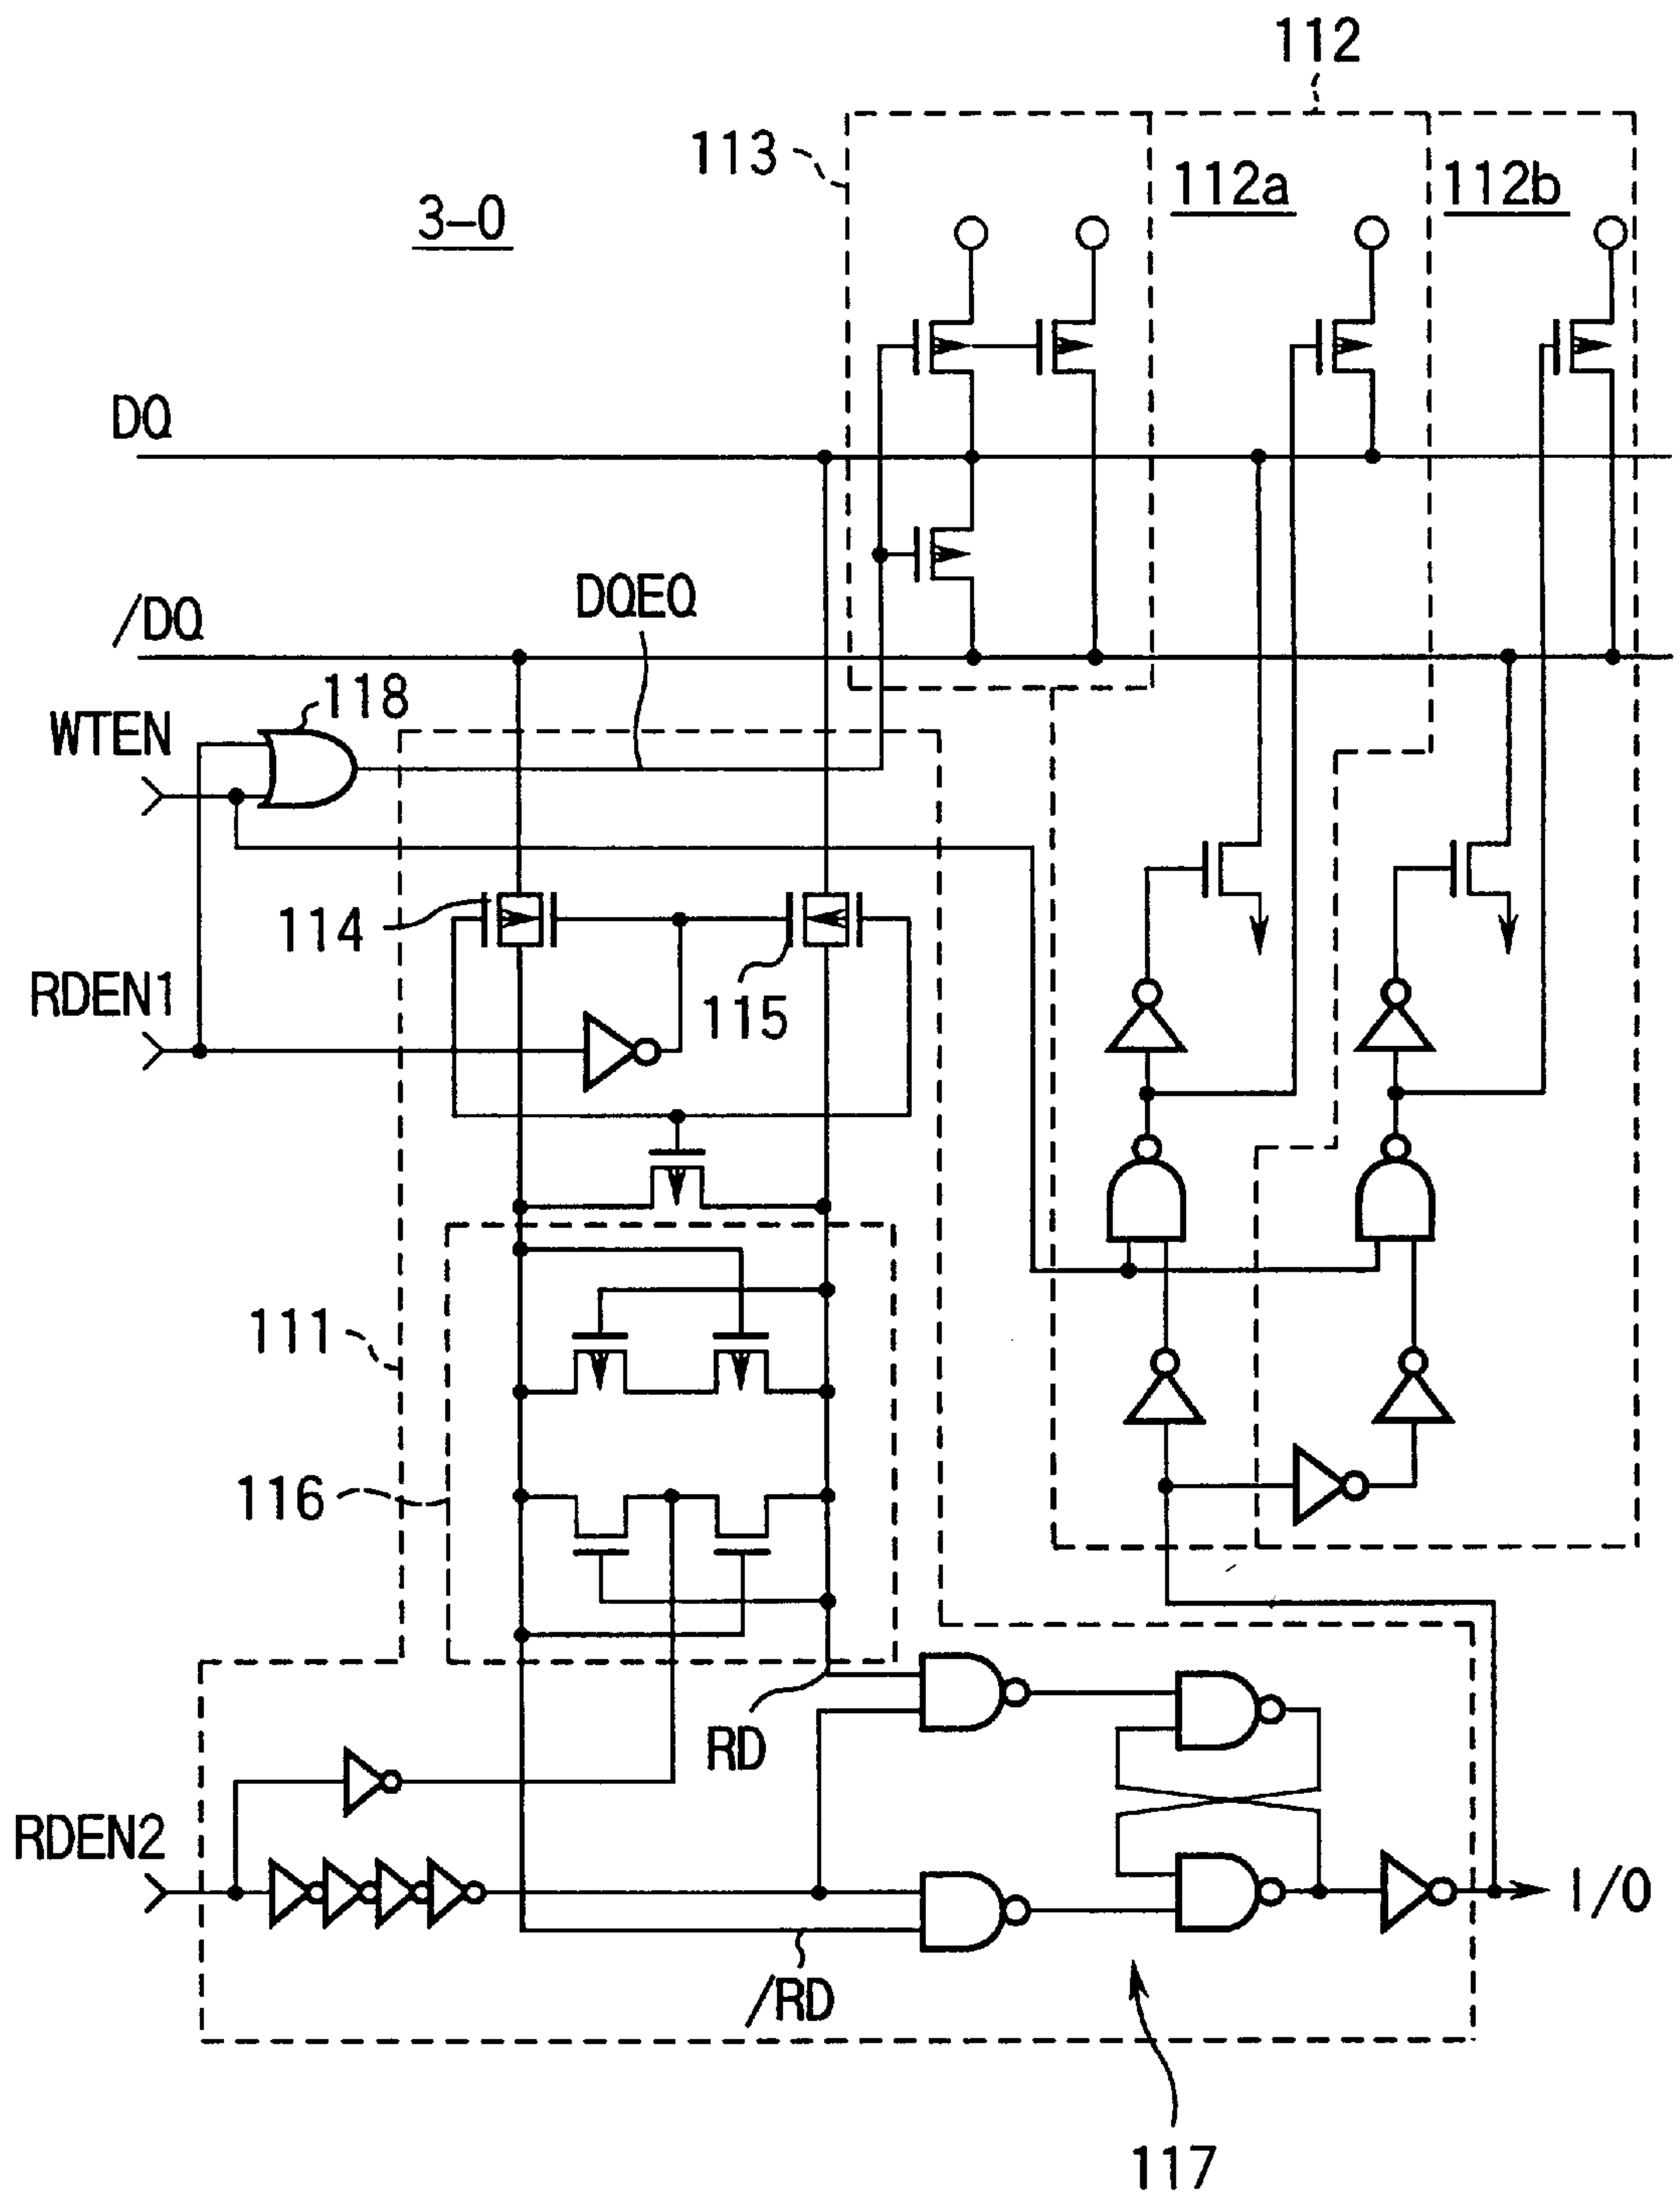 112
113
112a
112b
3-0
DQ
/DQ
DQEQ
118
WTEN
114
RDEN1
115
111
116
RD
RDEN2
I/O
/RD
117